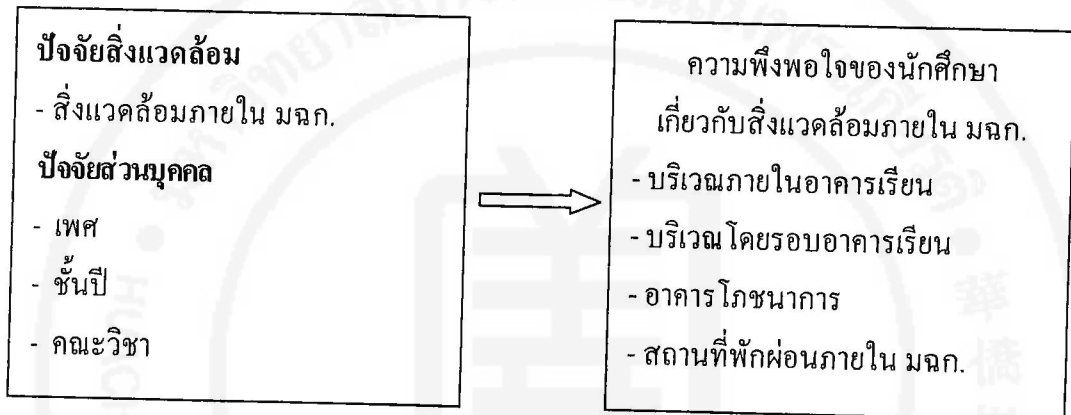 ปัจจัยสิ่งแวดล้อม
- สิ่งแวดล้อมภายใน มฉก.
ปัจจัยส่วนบุคคล
- เพศ
- ชั้นปี
- คณะวิชา
ความพึงพอใจของนักศึกษา
เกี่ยวกับสิ่งแวดล้อมภายใน มฉก.
- บริเวณภายในอาคารเรียน
- บริเวณโดยรอบอาคารเรียน
- อาคารโภชนาการ
- สถานที่พักผ่อนภายใน มฉก.
華
僑